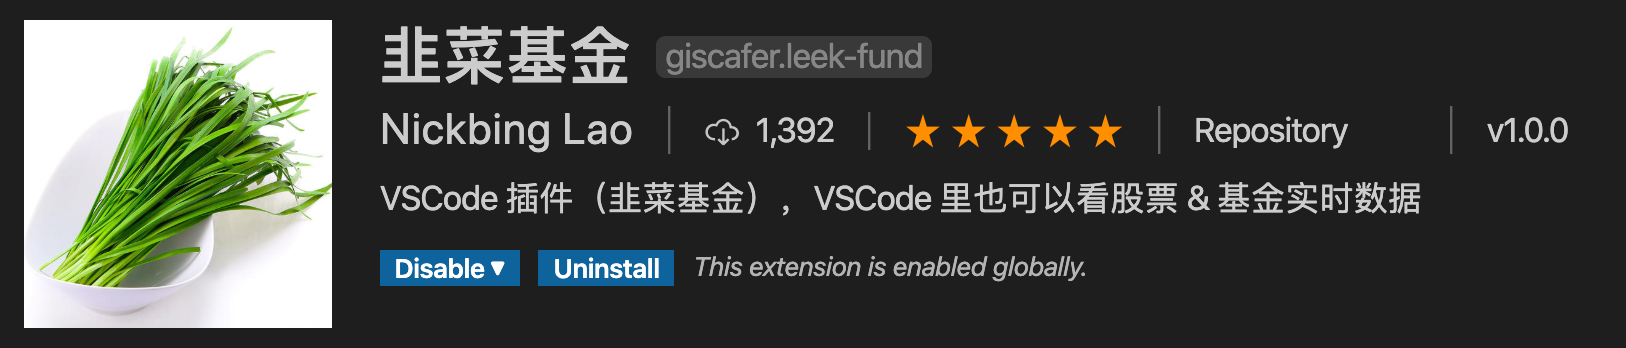 韭菜基金 giscafer.leek-fund
Nickbing Lao 1,392 Repository v1.0.0
VSCode 插件（韭菜基金），VSCode 里也可以看股票 & 基金实时数据
Disable Uninstall This extension is enabled globally.